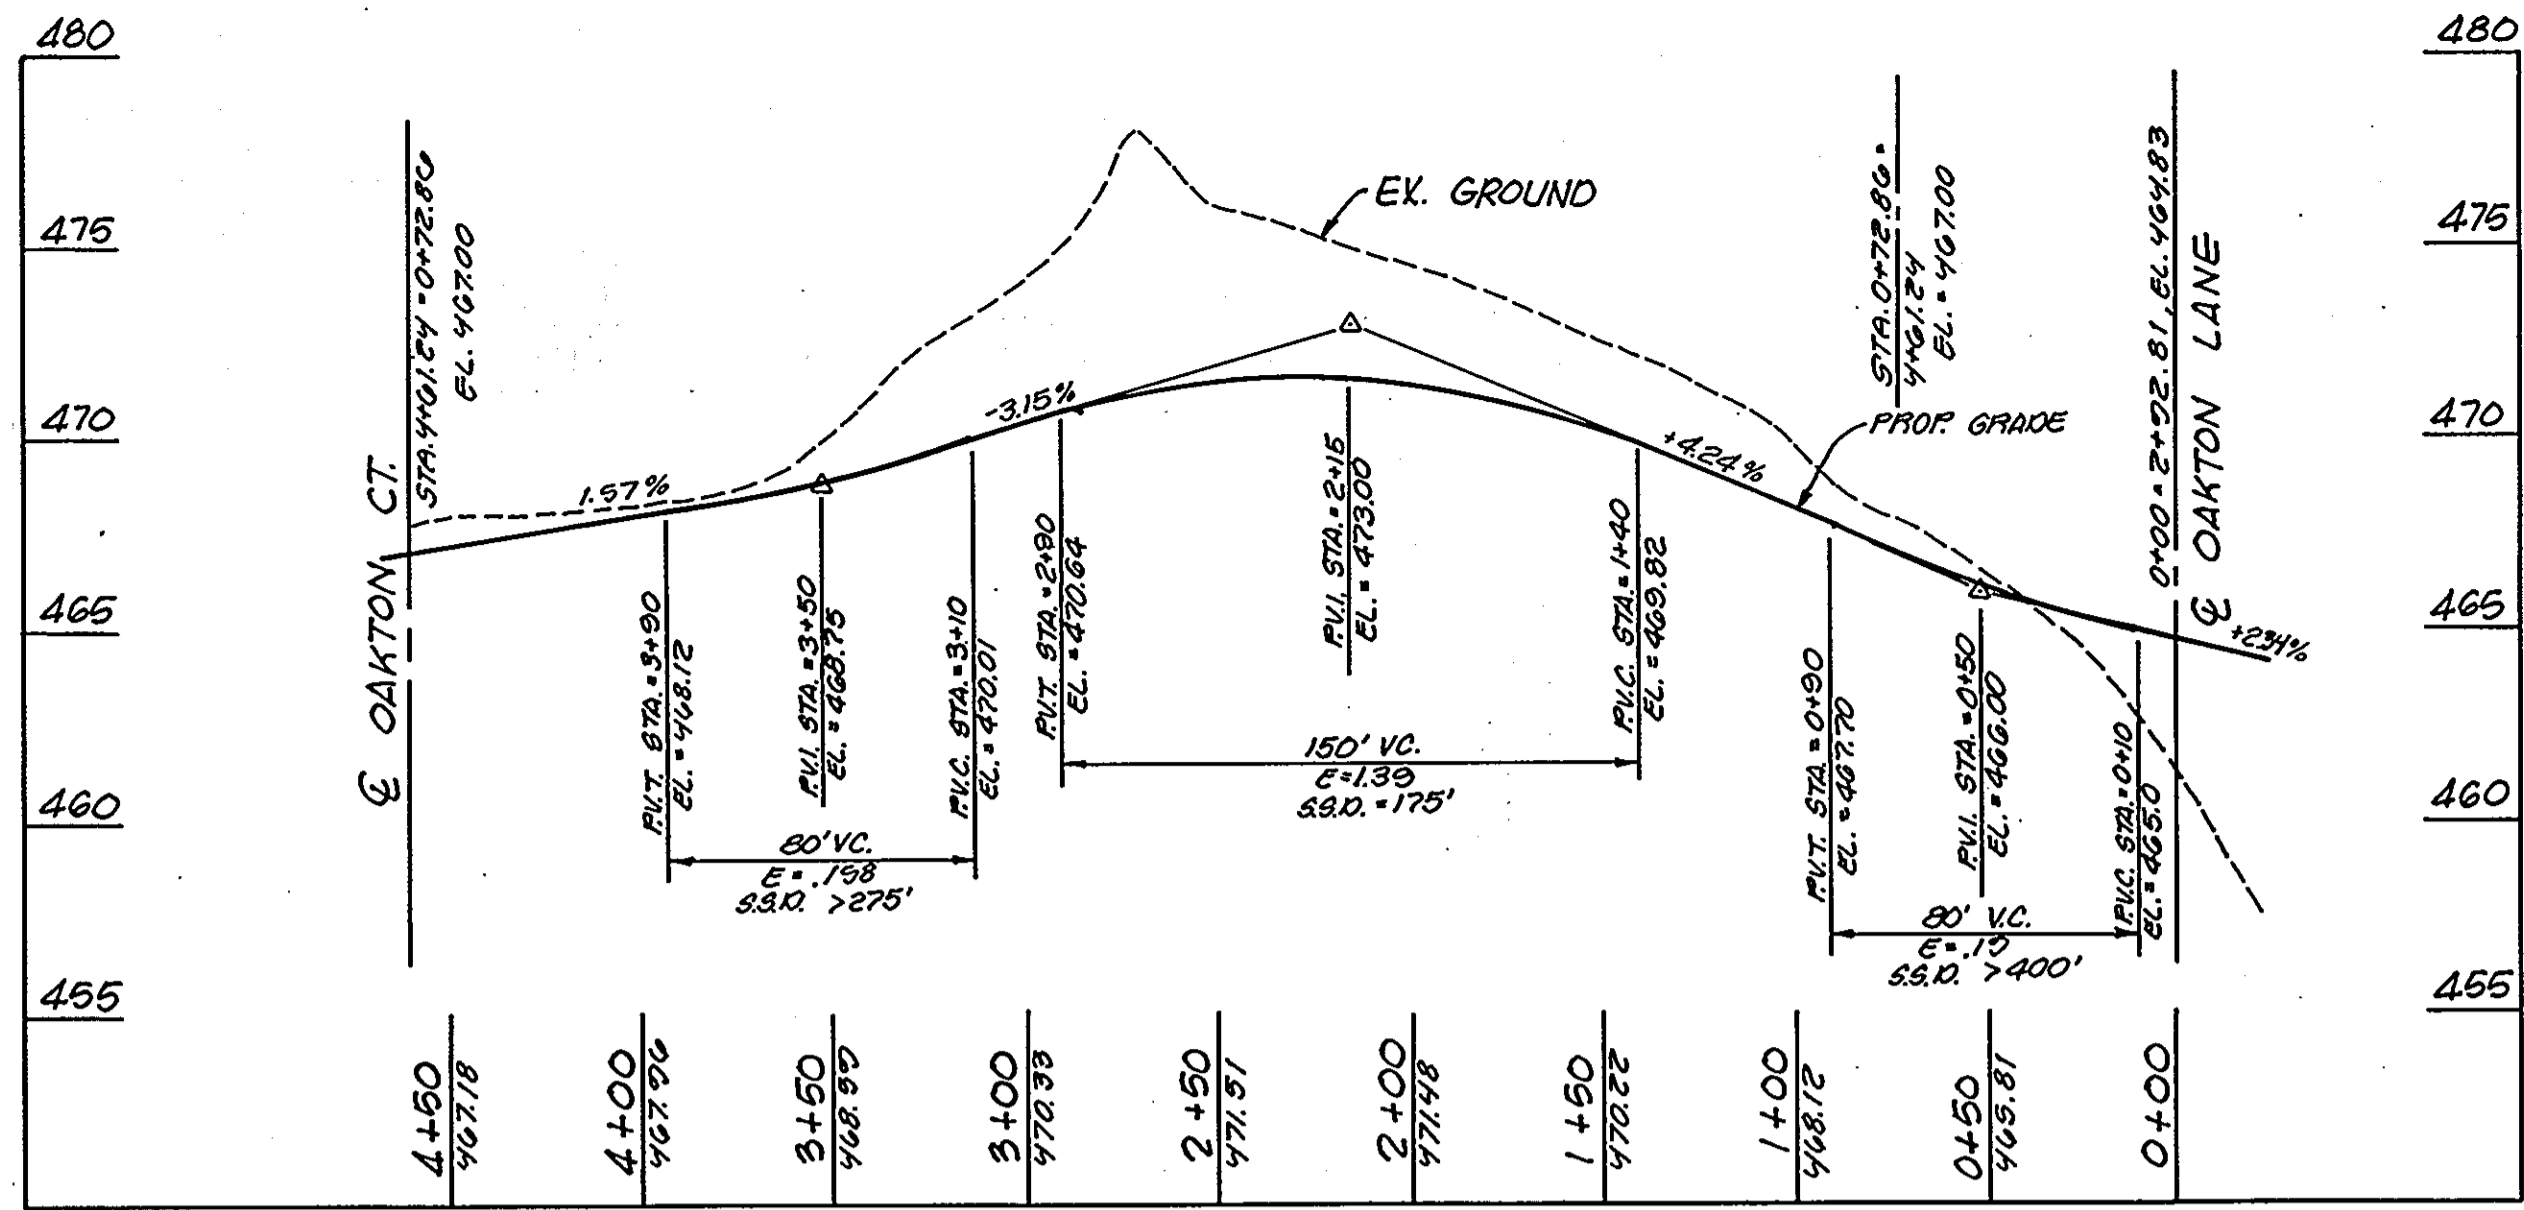 480
475
470
465
460
455
480
475
470
465
460
455
℄ OAKTON CT.
STA. 4+61.24 = 0+72.86
EL. 467.00
1.57%
-3.15%
EX. GROUND
+4.24%
PROP. GRADE
STA. 0+72.86 =
4+61.24
EL. = 467.00
0+00 = 2+92.81, EL. 464.83
℄ OAKTON LANE
+2.34%
P.V.T. STA. = 3+90
EL. = 468.12
P.V.I. STA. = 3+50
EL. = 468.75
P.V.C. STA. = 3+10
EL. = 470.01
80' V.C.
E = .158
S.S.D. >275'
P.V.T. STA. = 2+90
EL. = 470.64
P.V.I. STA. = 2+15
EL. = 473.00
P.V.C. STA. = 1+40
EL. = 469.82
150' V.C.
E = 1.39
S.S.D. = 175'
P.V.T. STA. = 0+90
EL. = 467.70
P.V.I. STA. = 0+50
EL. = 466.00
P.V.C. STA. = 0+10
EL. = 465.0
80' V.C.
E = .19
S.S.D. >400'
4+50
467.18
4+00
467.96
3+50
468.59
3+00
470.33
2+50
471.51
2+00
471.48
1+50
470.22
1+00
468.12
0+50
465.81
0+00